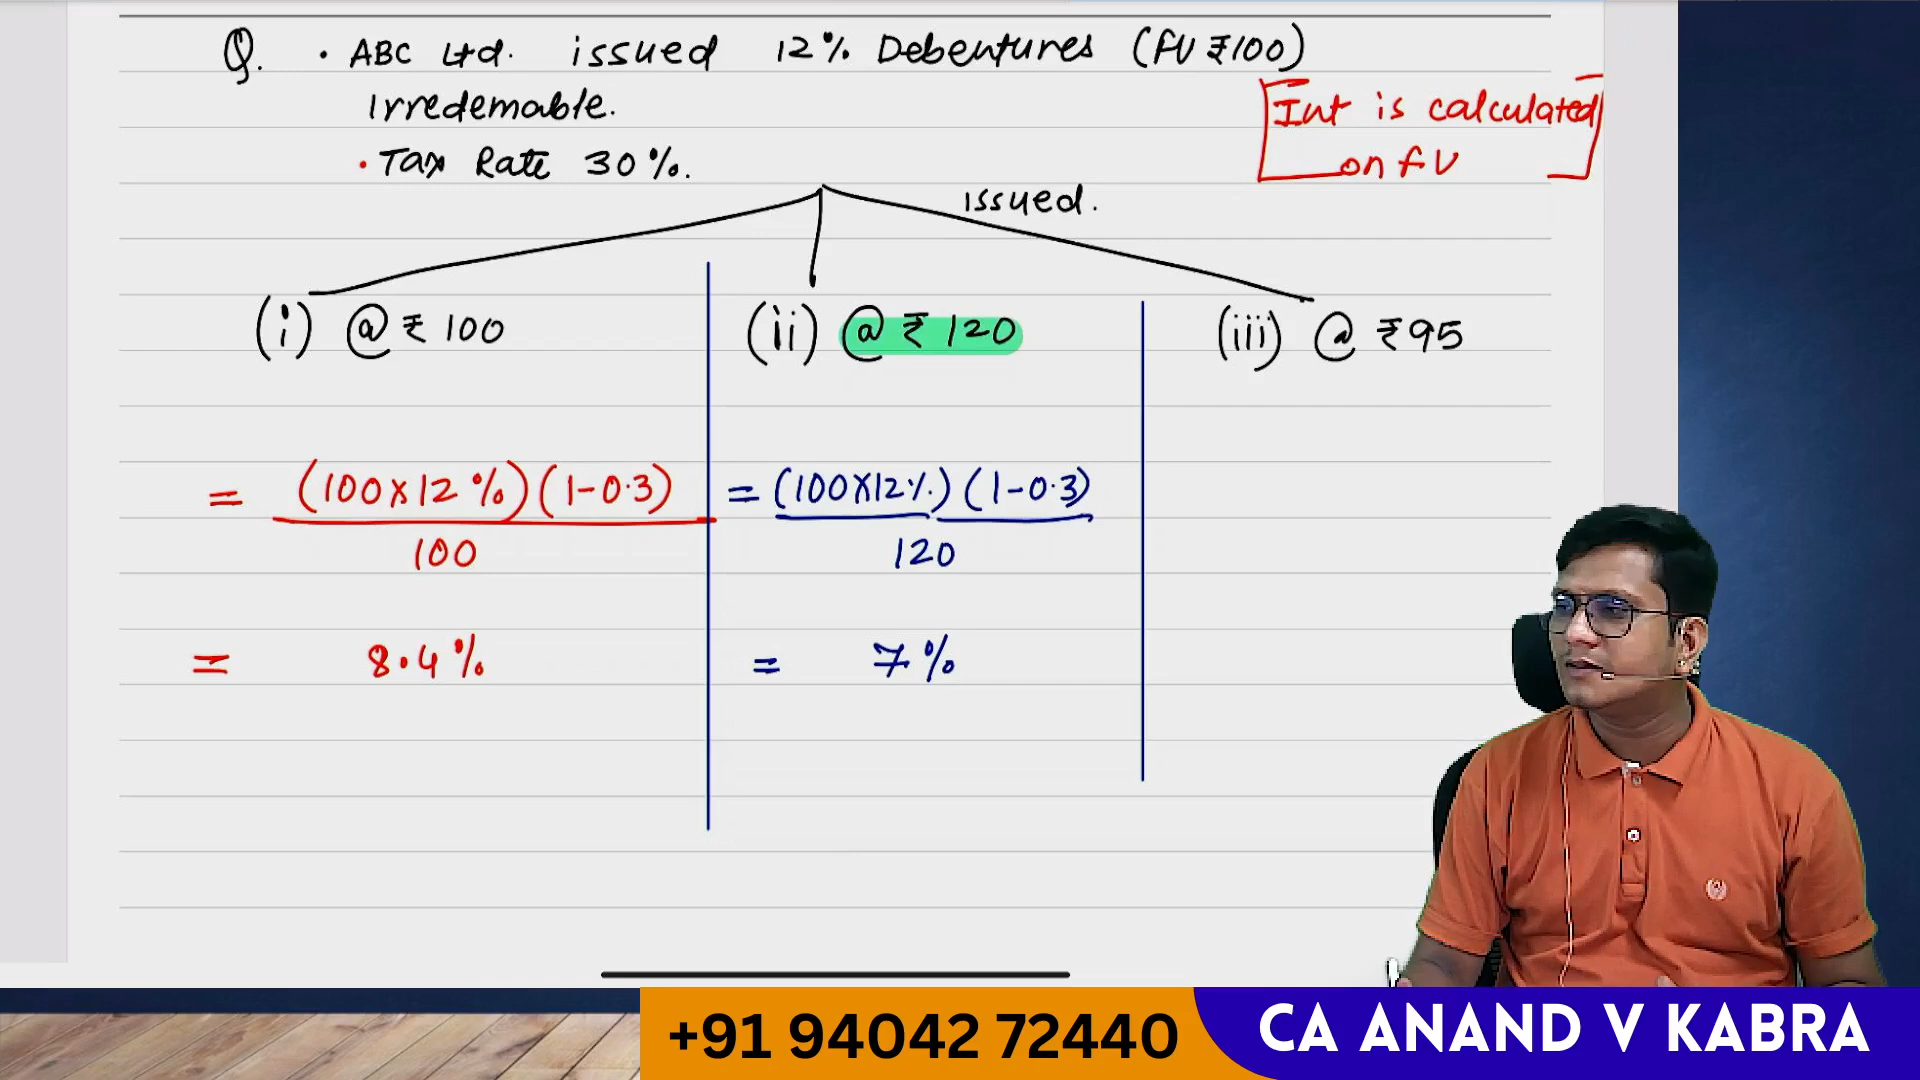 Q. • ABC Ltd. issued 12% Debentures (FV ₹100)
Irredemable.
• Tax Rate 30%.
Int is calculated
on FV
issued.
(i) @ ₹ 100
(ii) @ ₹ 120
(iii) @ ₹95
= (100×12%)(1-0.3)
100
= 8.4%
= (100×12%)(1-0.3)
120
= 7%
+91 94042 72440
CA ANAND V KABRA